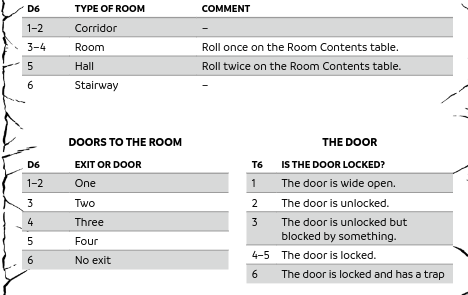 D6 TYPE OF ROOM COMMENT
1–2 Corridor –
3–4 Room Roll once on the Room Contents table.
5 Hall Roll twice on the Room Contents table.
6 Stairway –
DOORS TO THE ROOM
D6 EXIT OR DOOR
1–2 One
3 Two
4 Three
5 Four
6 No exit
THE DOOR
T6 IS THE DOOR LOCKED?
1 The door is wide open.
2 The door is unlocked.
3 The door is unlocked but
blocked by something.
4–5 The door is locked.
6 The door is locked and has a trap